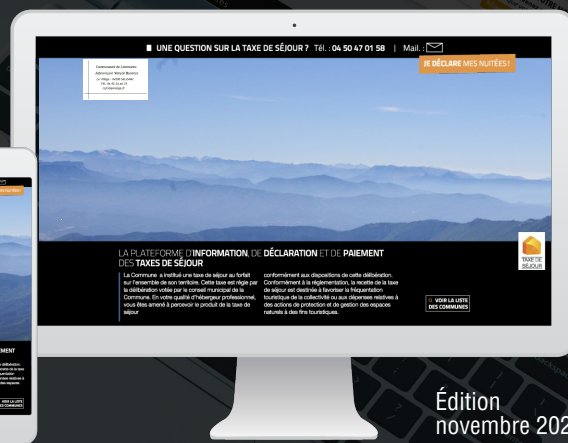 UNE QUESTION SUR LA TAXE DE SÉJOUR ? Tél. : 04 50 47 01 58 | Mail. :
JE DÉCLARE MES NUITÉES !
LA PLATEFORME D'INFORMATION, DE DÉCLARATION ET DE PAIEMENT
DES TAXES DE SÉJOUR
La Commune a institué une taxe de séjour au forfait
sur l'ensemble de son territoire. Cette taxe est régie par
la délibération votée par le conseil municipal de la
Commune. En votre qualité d'hébergeur professionnel,
vous êtes amené à percevoir le produit de la taxe de
séjour
conformément aux dispositions de cette délibération.
Conformément à la réglementation, la recette de la taxe
de séjour est destinée à favoriser la fréquentation
touristique de la collectivité ou aux dépenses relatives à
des actions de protection et de gestion des espaces
naturels à des fins touristiques.
TAXE DE
SÉJOUR
VOIR LA LISTE
DES COMMUNES
Édition
novembre 202